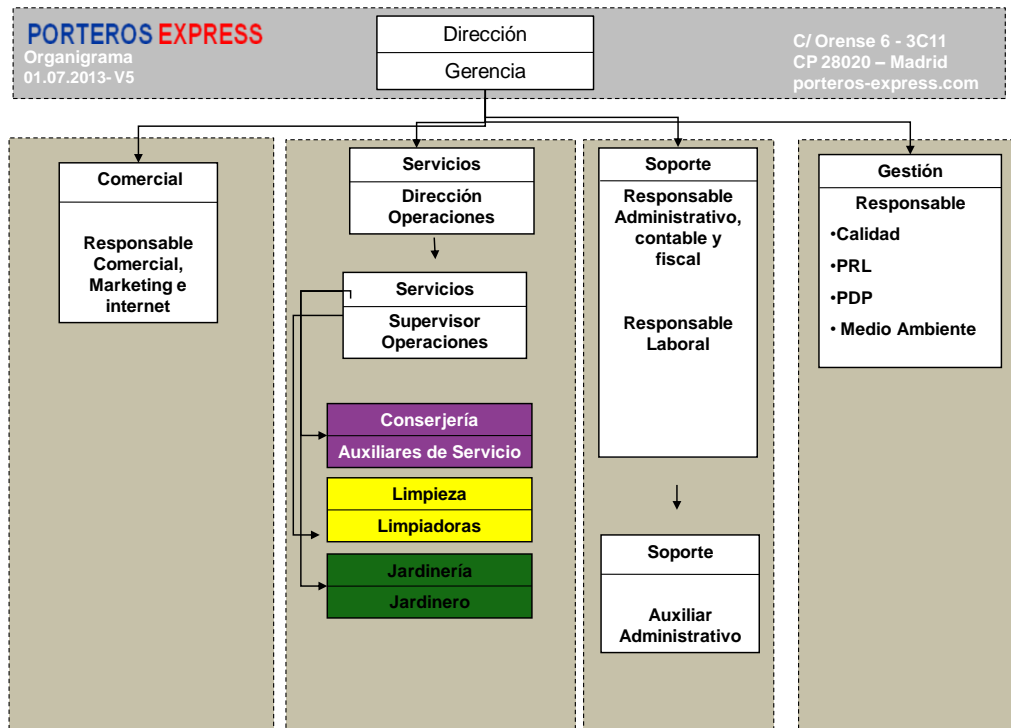 PORTEROS EXPRESS
Organigrama
01.07.2013- V5
Dirección
Gerencia
C/ Orense 6 - 3C11
CP 28020 – Madrid
porteros-express.com
Comercial
Responsable
Comercial,
Marketing e
internet
Servicios
Dirección
Operaciones
Servicios
Supervisor
Operaciones
Conserjería
Auxiliares de Servicio
Limpieza
Limpiadoras
Jardinería
Jardinero
Soporte
Responsable
Administrativo,
contable y
fiscal
Responsable
Laboral
Soporte
Auxiliar
Administrativo
Gestión
Responsable
•Calidad
•PRL
•PDP
• Medio Ambiente